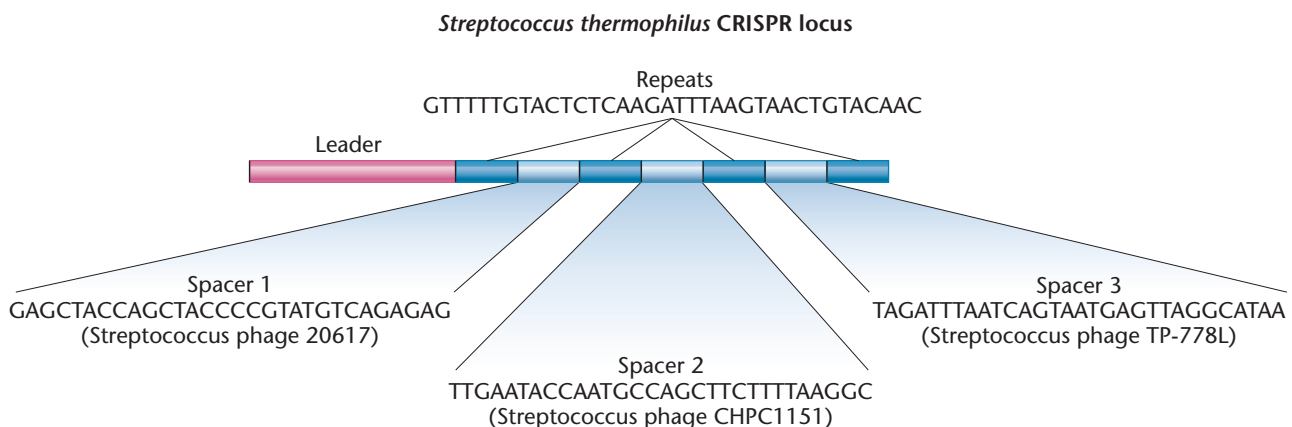 Streptococcus thermophilus CRISPR locus
Repeats
GTTTTTGTACTCTCAAGATTTAAGTAACTGTACAAC
Leader
Spacer 1
GAGCTACCAGCTACCCCGTATGTCAGAGAG
(Streptococcus phage 20617)
Spacer 2
TTGAATACCAATGCCAGCTTCTTTTAAGGC
(Streptococcus phage CHPC1151)
Spacer 3
TAGATTTAATCAGTAATGAGTTAGGCATAA
(Streptococcus phage TP-778L)